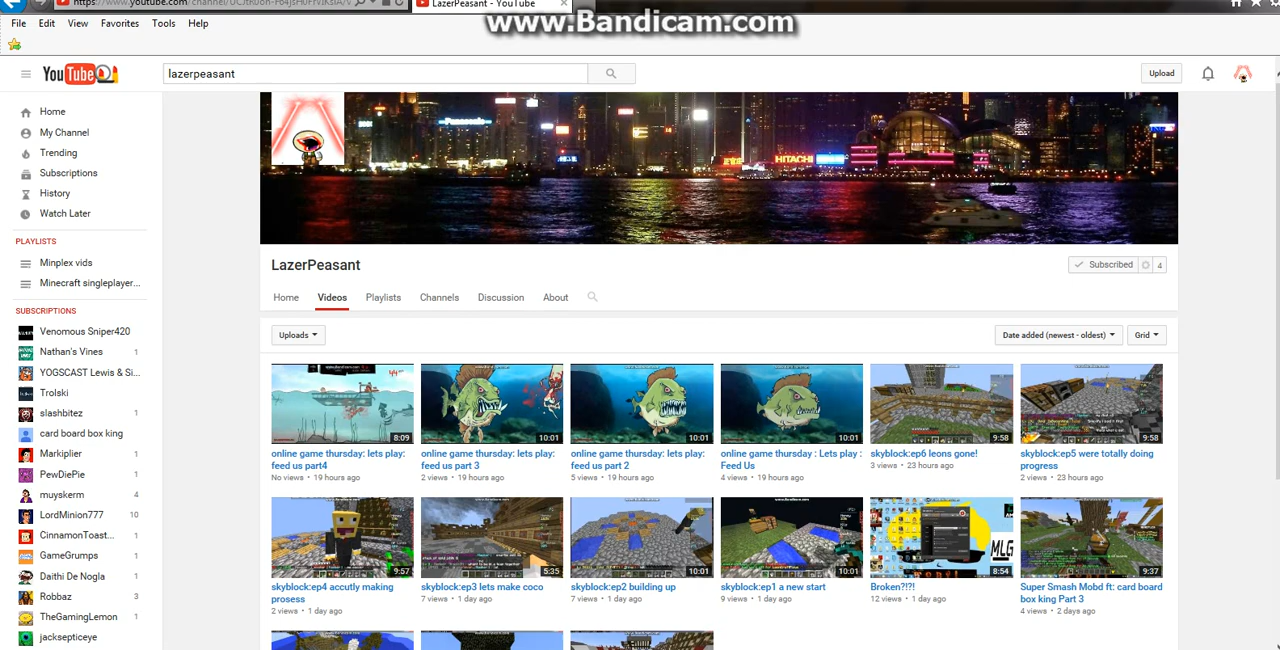 LazerPeasant - YouTube
www.Bandicam.com
File Edit View Favorites Tools Help
YouTube
lazerpeasant
Upload
Home
My Channel
Trending
Subscriptions
History
Watch Later
PLAYLISTS
Minplex vids
Minecraft singleplayer...
SUBSCRIPTIONS
Venomous Sniper420
Nathan's Vines 1
YOGSCAST Lewis & Si...
Trolski
slashbitez 1
card board box king
Markiplier 1
PewDiePie 1
muyskerm 4
LordMinion777 10
CinnamonToast... 1
GameGrumps 1
Daithi De Nogla 1
Robbaz 3
TheGamingLemon 1
jacksepticeye
Panasonic
HITACHI
LazerPeasant
Subscribed 4
Home Videos Playlists Channels Discussion About
Uploads
Date added (newest - oldest) Grid
8:09
10:01
10:01
10:01
9:58
9:58
online game thursday: lets play: feed us part4
No views • 19 hours ago
online game thursday: lets play: feed us part 3
2 views • 19 hours ago
online game thursday: lets play: feed us part 2
5 views • 19 hours ago
online game thursday : Lets play : Feed Us
4 views • 19 hours ago
skyblock:ep6 leons gone!
3 views • 23 hours ago
skyblock:ep5 were totally doing progress
2 views • 23 hours ago
9:57
5:35
10:01
10:01
MLG
8:54
9:37
skyblock:ep4 accutly making prosess
2 views • 1 day ago
skyblock:ep3 lets make coco
7 views • 1 day ago
skyblock:ep2 building up
7 views • 1 day ago
skyblock:ep1 a new start
9 views • 1 day ago
Broken?!?!
12 views • 1 day ago
Super Smash Mobd ft: card board box king Part 3
4 views • 2 days ago